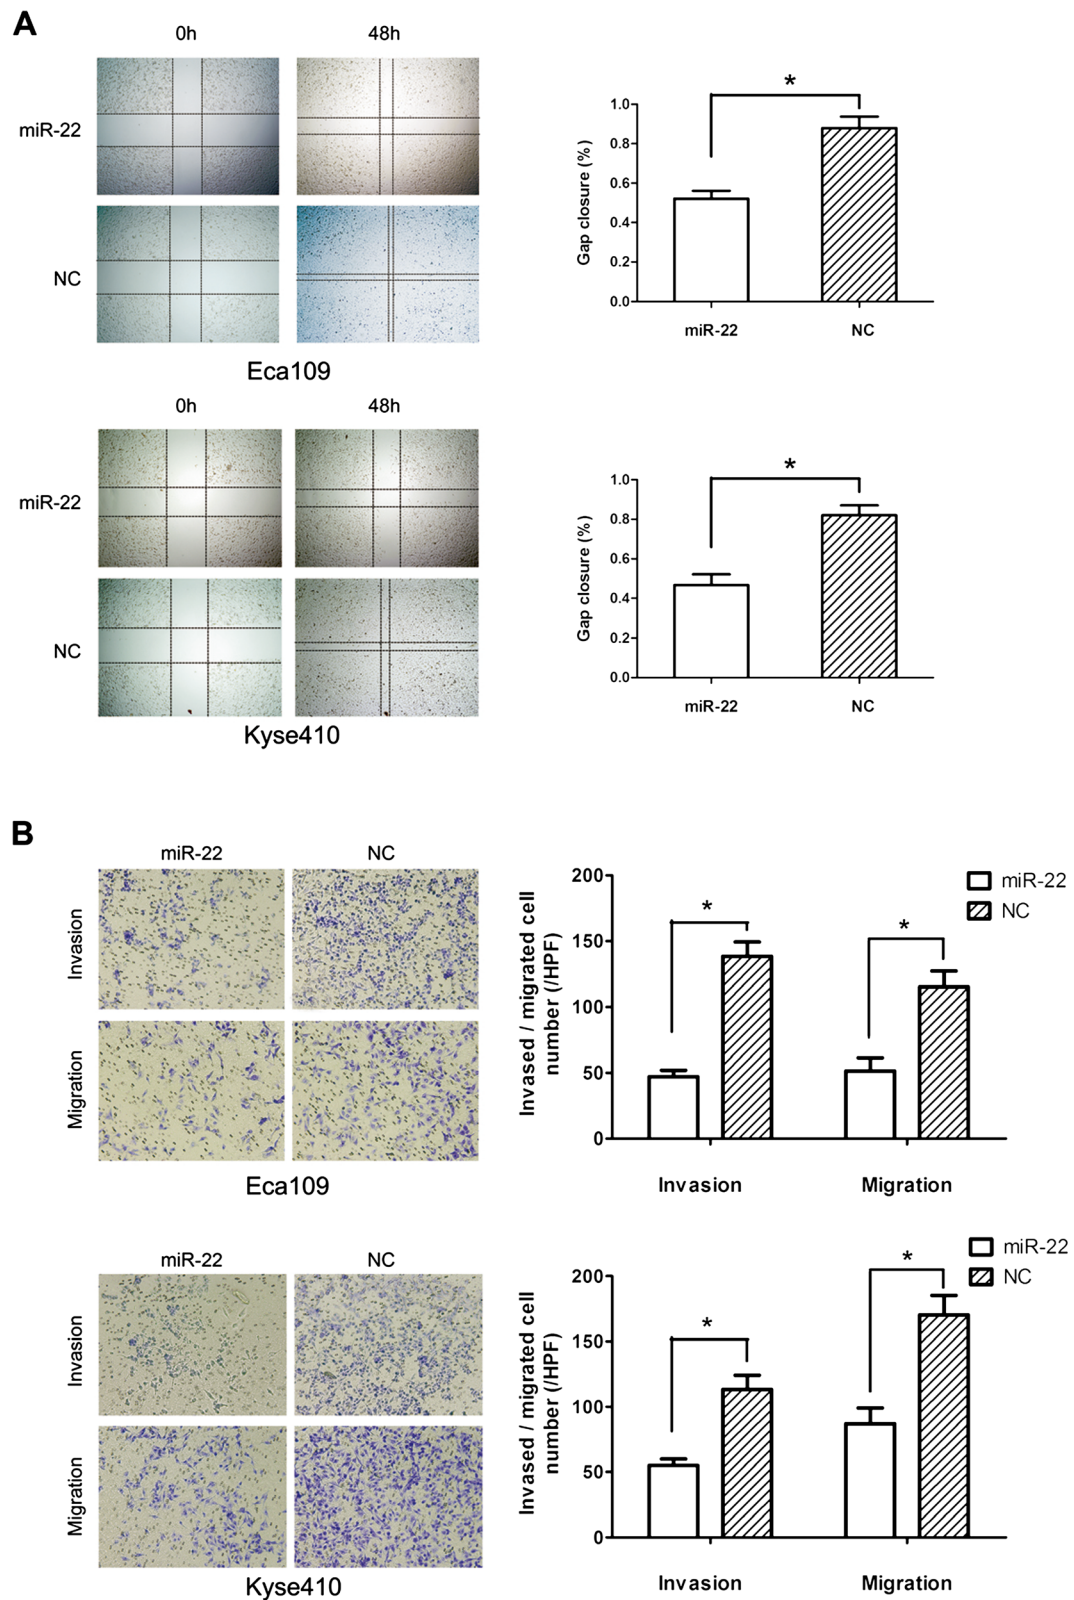 A
0h 48h
miR-22
NC
Eca109
*
1.0
0.8
0.6
0.4
0.2
0.0
Gap closure (%)
miR-22 NC
0h 48h
miR-22
NC
Kyse410
*
1.0
0.8
0.6
0.4
0.2
0.0
Gap closure (%)
miR-22 NC
B
miR-22 NC
Invasion
Migration
Eca109
miR-22
NC
* *
200
150
100
50
0
Invased / migrated cell
number (/HPF)
Invasion Migration
miR-22 NC
Invasion
Migration
Kyse410
miR-22
NC
* *
200
150
100
50
0
Invased / migrated cell
number (/HPF)
Invasion Migration